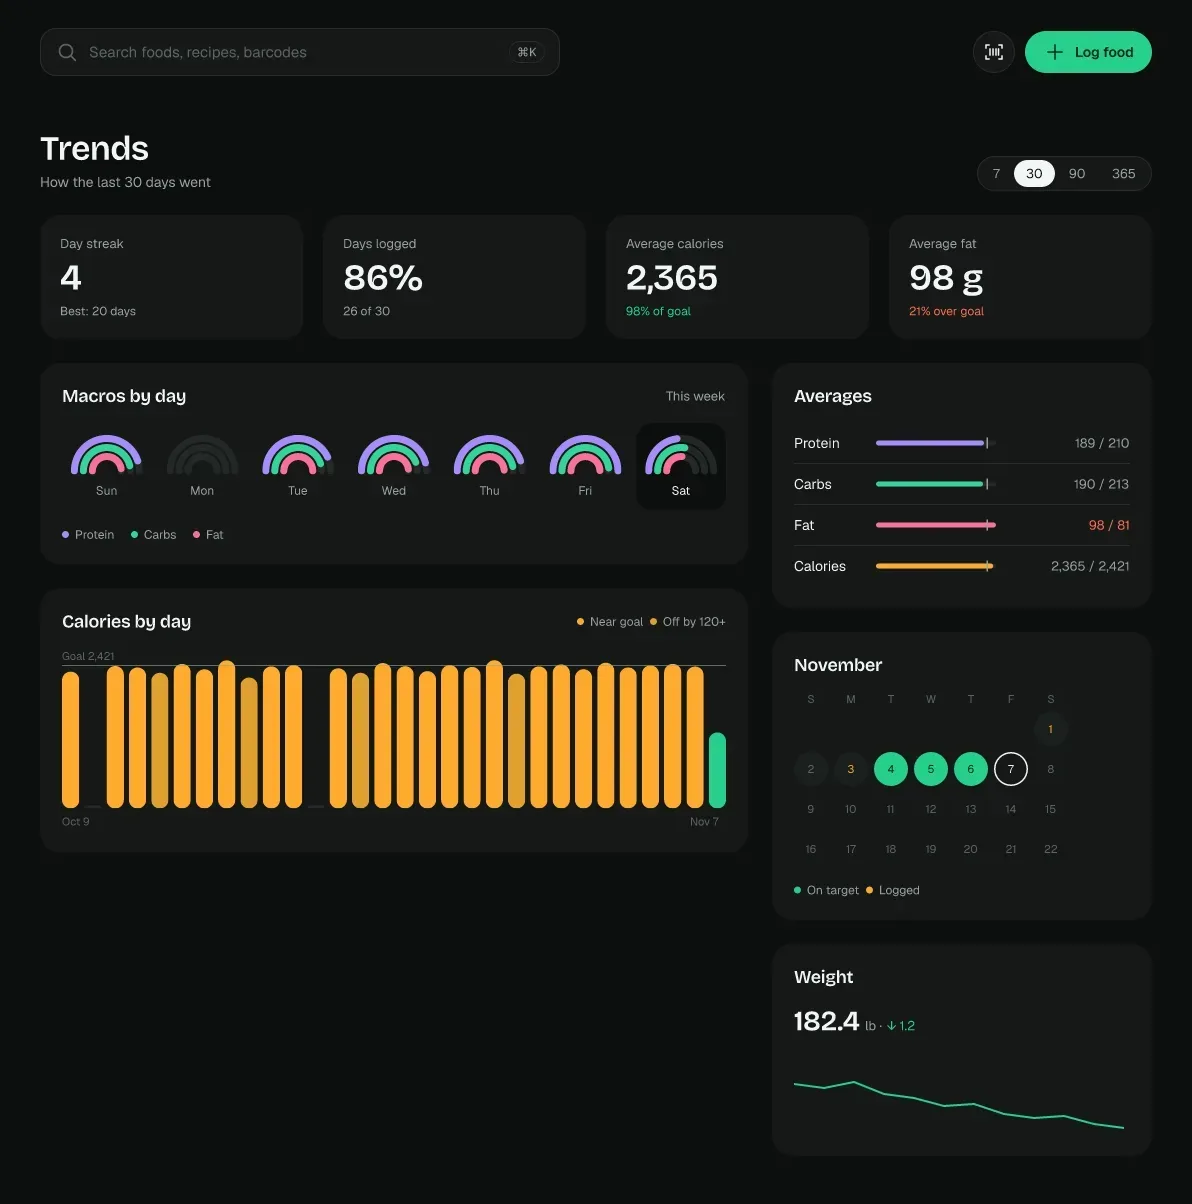 Search foods, recipes, barcodes ⌘K
Log food
Trends
How the last 30 days went
7 30 90 365
Day streak
4
Best: 20 days
Days logged
86%
26 of 30
Average calories
2,365
98% of goal
Average fat
98 g
21% over goal
Macros by day
This week
Sun Mon Tue Wed Thu Fri Sat
Protein Carbs Fat
Calories by day
Near goal Off by 120+
Goal 2,421
Oct 9 Nov 7
Averages
Protein 189 / 210
Carbs 190 / 213
Fat 98 / 81
Calories 2,365 / 2,421
November
S M T W T F S
1
2 3 4 5 6 7 8
9 10 11 12 13 14 15
16 17 18 19 20 21 22
On target Logged
Weight
182.4 lb · ↓ 1.2